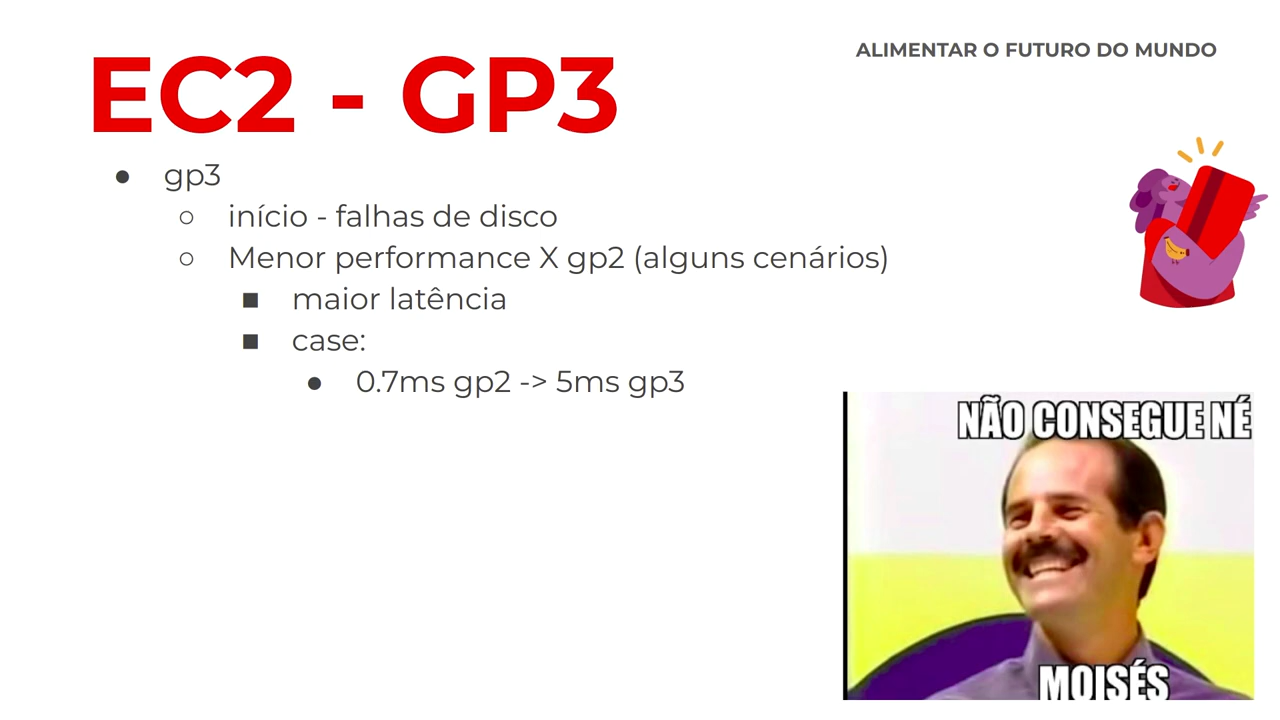 ALIMENTAR O FUTURO DO MUNDO
EC2 - GP3
gp3
início - falhas de disco
Menor performance X gp2 (alguns cenários)
maior latência
case:
0.7ms gp2 -> 5ms gp3
NÃO CONSEGUE NÉ
MOISÉS